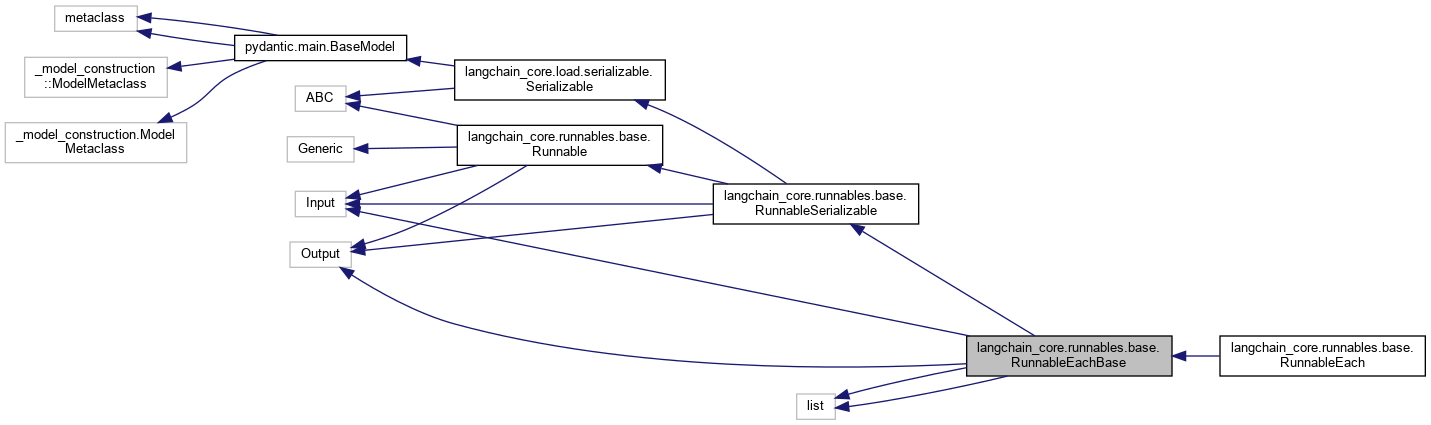 metaclass
pydantic.main.BaseModel
_model_construction
::ModelMetaclass
langchain_core.load.serializable.
Serializable
ABC
_model_construction.Model
Metaclass
langchain_core.runnables.base.
Runnable
Generic
Input
langchain_core.runnables.base.
RunnableSerializable
Output
langchain_core.runnables.base.
RunnableEachBase
langchain_core.runnables.base.
RunnableEach
list